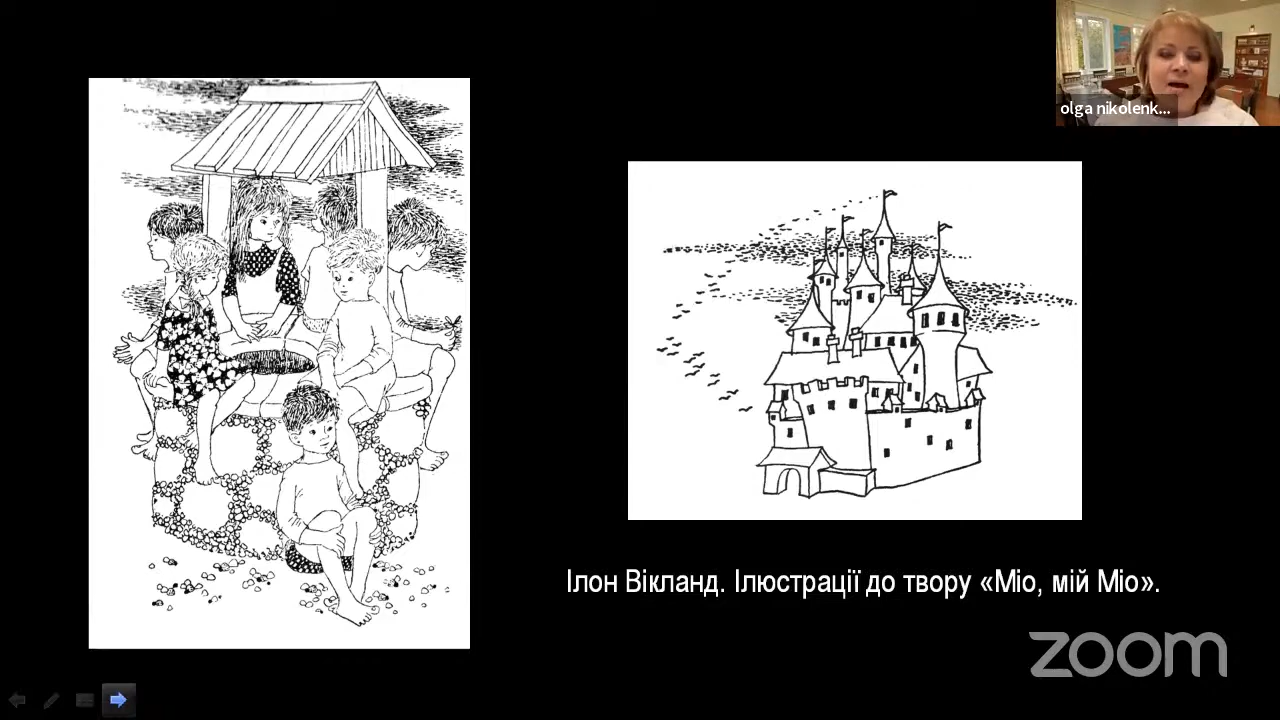 olga nikolenk...
Ілон Вікланд. Ілюстрації до твору «Міо, мій Міо».
zoom